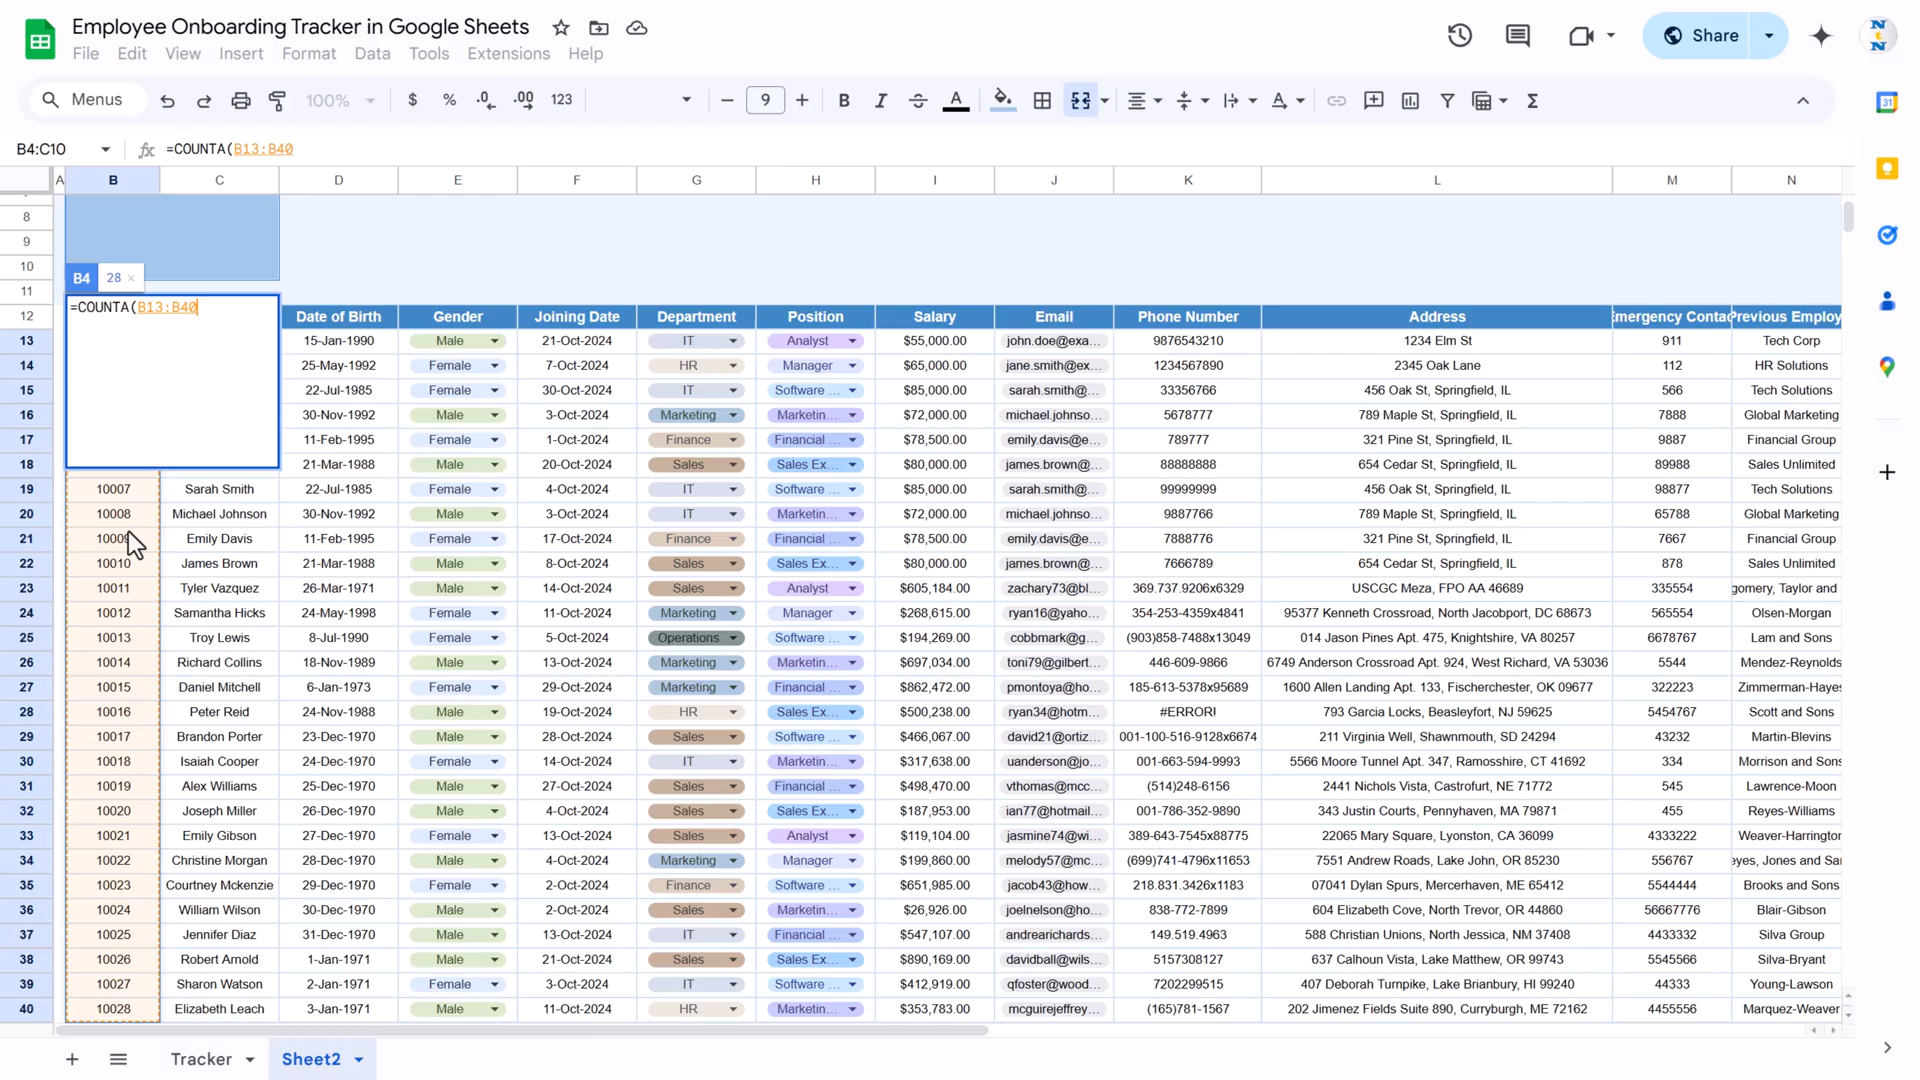 Employee Onboarding Tracker in Google Sheets
File Edit View Insert Format Data Tools Extensions Help
Share
Menus 100% $ % .0 .00 123 9 B I A Σ
B4:C10 fx =COUNTA(B13:B40
A B C D E F G H I J K L M N
8
9
10
B4 28 ×
11
=COUNTA(B13:B40
12 Date of Birth Gender Joining Date Department Position Salary Email Phone Number Address Emergency Contac Previous Employ
13 15-Jan-1990 Male 21-Oct-2024 IT Analyst $55,000.00 john.doe@exa... 9876543210 1234 Elm St 911 Tech Corp
14 25-May-1992 Female 7-Oct-2024 HR Manager $65,000.00 jane.smith@ex... 1234567890 2345 Oak Lane 112 HR Solutions
15 22-Jul-1985 Female 30-Oct-2024 IT Software ... $85,000.00 sarah.smith@... 33356766 456 Oak St, Springfield, IL 566 Tech Solutions
16 30-Nov-1992 Male 3-Oct-2024 Marketing Marketin... $72,000.00 michael.johnso... 5678777 789 Maple St, Springfield, IL 7888 Global Marketing
17 11-Feb-1995 Female 1-Oct-2024 Finance Financial ... $78,500.00 emily.davis@e... 789777 321 Pine St, Springfield, IL 9887 Financial Group
18 21-Mar-1988 Male 20-Oct-2024 Sales Sales Ex... $80,000.00 james.brown@... 88888888 654 Cedar St, Springfield, IL 89988 Sales Unlimited
19 10007 Sarah Smith 22-Jul-1985 Female 4-Oct-2024 IT Software ... $85,000.00 sarah.smith@... 99999999 456 Oak St, Springfield, IL 98877 Tech Solutions
20 10008 Michael Johnson 30-Nov-1992 Male 3-Oct-2024 IT Marketin... $72,000.00 michael.johnso... 9887766 789 Maple St, Springfield, IL 65788 Global Marketing
21 10009 Emily Davis 11-Feb-1995 Female 17-Oct-2024 Finance Financial ... $78,500.00 emily.davis@e... 7888776 321 Pine St, Springfield, IL 7667 Financial Group
22 10010 James Brown 21-Mar-1988 Male 8-Oct-2024 Sales Sales Ex... $80,000.00 james.brown@... 7666789 654 Cedar St, Springfield, IL 878 Sales Unlimited
23 10011 Tyler Vazquez 26-Mar-1971 Male 14-Oct-2024 Sales Analyst $605,184.00 zachary73@bl... 369.737.9206x6329 USCGC Meza, FPO AA 46689 335554 gomery, Taylor and
24 10012 Samantha Hicks 24-May-1998 Female 11-Oct-2024 Marketing Manager $268,615.00 ryan16@yaho... 354-253-4359x4841 95377 Kenneth Crossroad, North Jacobport, DC 68673 565554 Olsen-Morgan
25 10013 Troy Lewis 8-Jul-1990 Female 5-Oct-2024 Operations Software ... $194,269.00 cobbmark@g... (903)858-7488x13049 014 Jason Pines Apt. 475, Knightshire, VA 80257 6678767 Lam and Sons
26 10014 Richard Collins 18-Nov-1989 Male 13-Oct-2024 Marketing Marketin... $697,034.00 toni79@gilbert... 446-609-9866 6749 Anderson Crossroad Apt. 924, West Richard, VA 53036 5544 Mendez-Reynolds
27 10015 Daniel Mitchell 6-Jan-1973 Female 29-Oct-2024 Marketing Financial ... $862,472.00 pmontoya@ho... 185-613-5378x95689 1600 Allen Landing Apt. 133, Fischerchester, OK 09677 322223 Zimmerman-Hayes
28 10016 Peter Reid 24-Nov-1988 Male 19-Oct-2024 HR Sales Ex... $500,238.00 ryan34@hotm... #ERROR! 793 Garcia Locks, Beasleyfort, NJ 59625 5454767 Scott and Sons
29 10017 Brandon Porter 23-Dec-1970 Male 28-Oct-2024 Sales Software ... $466,067.00 david21@ortiz... 001-100-516-9128x6674 211 Virginia Well, Shawnmouth, SD 24294 43232 Martin-Blevins
30 10018 Isaiah Cooper 24-Dec-1970 Female 14-Oct-2024 IT Marketin... $317,638.00 uanderson@jo... 001-663-594-9993 5566 Moore Tunnel Apt. 347, Ramosshire, CT 41692 334 Morrison and Sons
31 10019 Alex Williams 25-Dec-1970 Male 27-Oct-2024 Sales Financial ... $498,470.00 vthomas@mcc... (514)248-6156 2441 Nichols Vista, Castrofurt, NE 71772 545 Lawrence-Moon
32 10020 Joseph Miller 26-Dec-1970 Male 4-Oct-2024 Sales Sales Ex... $187,953.00 ian77@hotmail... 001-786-352-9890 343 Justin Courts, Pennyhaven, MA 79871 455 Reyes-Williams
33 10021 Emily Gibson 27-Dec-1970 Female 13-Oct-2024 Sales Analyst $119,104.00 jasmine74@wi... 389-643-7545x88775 22065 Mary Square, Lyonston, CA 36099 4333222 Weaver-Harrington
34 10022 Christine Morgan 28-Dec-1970 Male 4-Oct-2024 Marketing Manager $199,860.00 melody57@mc... (699)741-4796x11653 7551 Andrew Roads, Lake John, OR 85230 556767 eyes, Jones and Sa
35 10023 Courtney Mckenzie 29-Dec-1970 Female 2-Oct-2024 Finance Software ... $651,985.00 jacob43@how... 218.831.3426x1183 07041 Dylan Spurs, Mercerhaven, ME 65412 5544444 Brooks and Sons
36 10024 William Wilson 30-Dec-1970 Male 2-Oct-2024 Sales Marketin... $26,926.00 joelnelson@ho... 838-772-7899 604 Elizabeth Cove, North Trevor, OR 44860 56667776 Blair-Gibson
37 10025 Jennifer Diaz 31-Dec-1970 Male 13-Oct-2024 IT Financial ... $547,107.00 andrearichards... 149.519.4963 588 Christian Unions, North Jessica, NM 37408 4433332 Silva Group
38 10026 Robert Arnold 1-Jan-1971 Male 21-Oct-2024 Sales Sales Ex... $890,169.00 davidball@wils... 5157308127 637 Calhoun Vista, Lake Matthew, OR 99743 5545566 Silva-Bryant
39 10027 Sharon Watson 2-Jan-1971 Female 3-Oct-2024 IT Software ... $412,919.00 qfoster@wood... 7202299515 407 Deborah Turnpike, Lake Brianbury, HI 99240 44333 Young-Lawson
40 10028 Elizabeth Leach 3-Jan-1971 Male 11-Oct-2024 HR Marketin... $353,783.00 mcguirejeffrey... (165)781-1567 202 Jimenez Fields Suite 890, Curryburgh, ME 72162 4455556 Marquez-Weaver
Tracker Sheet2